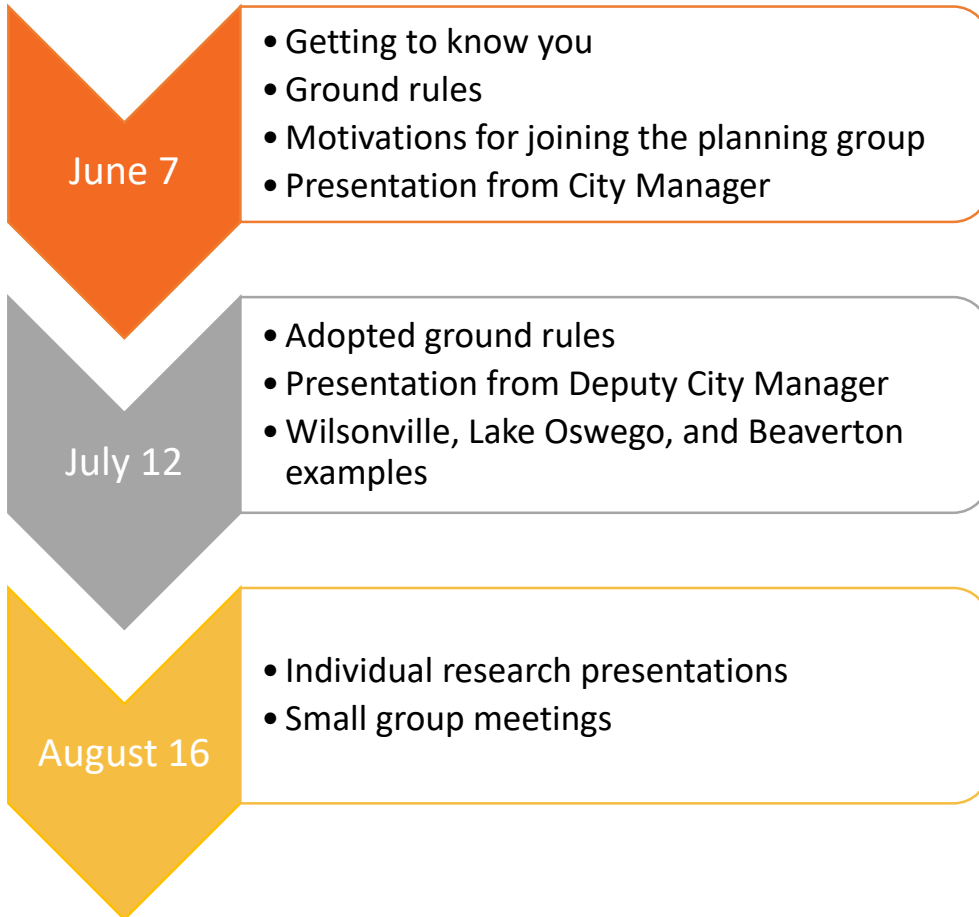 June 7
• Getting to know you
• Ground rules
• Motivations for joining the planning group
• Presentation from City Manager
July 12
• Adopted ground rules
• Presentation from Deputy City Manager
• Wilsonville, Lake Oswego, and Beaverton
examples
August 16
• Individual research presentations
• Small group meetings